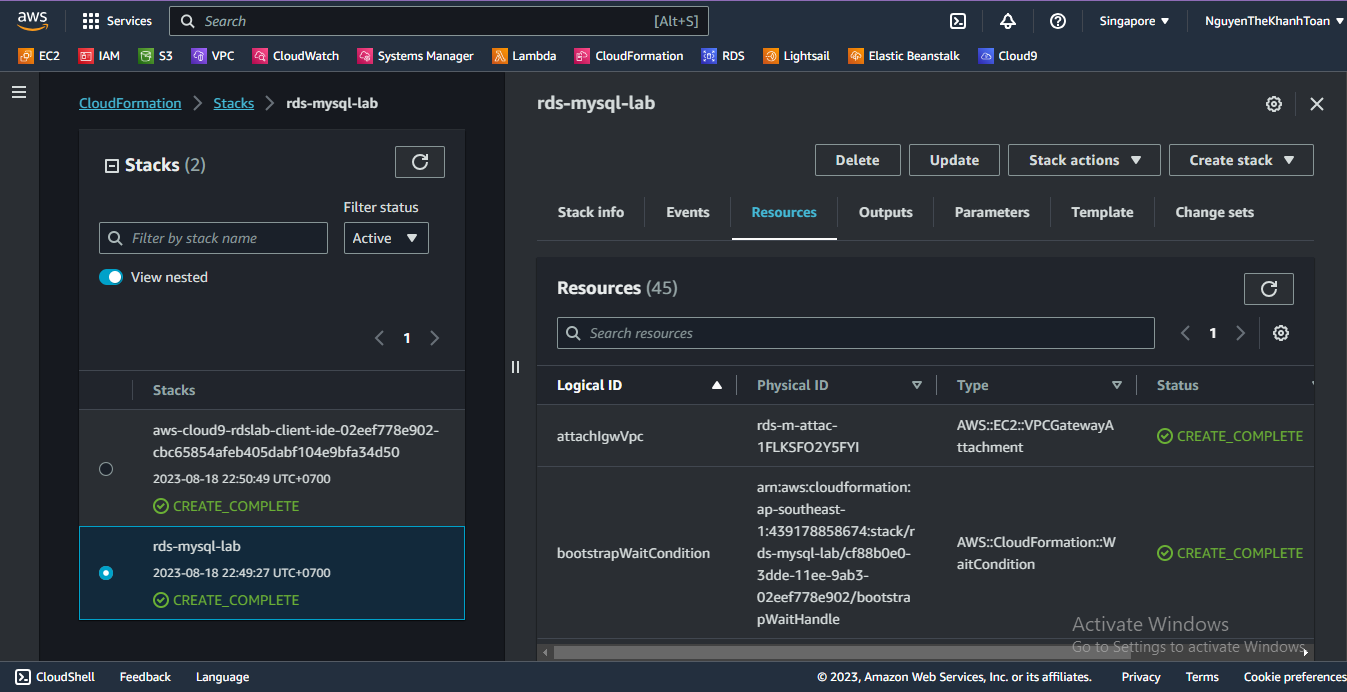 aws
Services
Search
[Alt+S]
Singapore
NguyenTheKhanhToan
EC2
IAM
S3
VPC
CloudWatch
Systems Manager
Lambda
CloudFormation
RDS
Lightsail
Elastic Beanstalk
Cloud9
CloudFormation
Stacks
rds-mysql-lab
Stacks (2)
Filter status
Filter by stack name
Active
View nested
1
Stacks
aws-cloud9-rdslab-client-ide-02eef778e902-
cbc65854afeb405dabf104e9bfa34d50
2023-08-18 22:50:49 UTC+0700
CREATE_COMPLETE
rds-mysql-lab
2023-08-18 22:49:27 UTC+0700
CREATE_COMPLETE
rds-mysql-lab
Delete
Update
Stack actions
Create stack
Stack info
Events
Resources
Outputs
Parameters
Template
Change sets
Resources (45)
Search resources
1
Logical ID
Physical ID
Type
Status
attachIgwVpc
rds-m-attac-
1FLKSFO2Y5FYI
AWS::EC2::VPCGatewayA
ttachment
CREATE_COMPLETE
bootstrapWaitCondition
arn:aws:cloudformation:
ap-southeast-
1:439178858674:stack/r
ds-mysql-lab/cf88b0e0-
3dde-11ee-9ab3-
02eef778e902/bootstra
pWaitHandle
AWS::CloudFormation::W
aitCondition
CREATE_COMPLETE
Activate Windows
Go to Settings to activate Windows.
CloudShell
Feedback
Language
© 2023, Amazon Web Services, Inc. or its affiliates.
Privacy
Terms
Cookie preferences